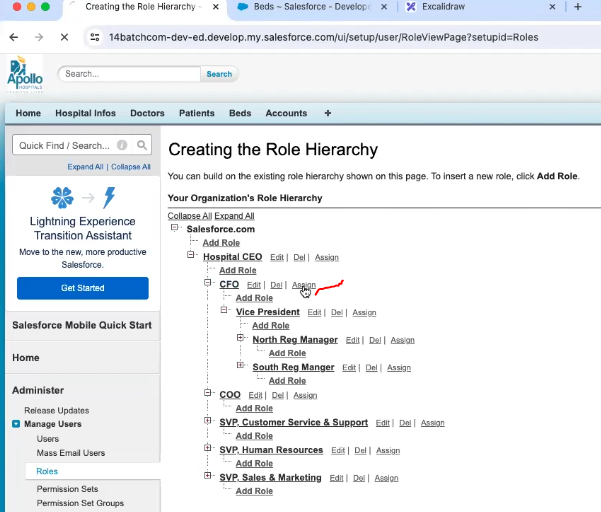 Creating the Role Hierarchy ~
Beds ~ Salesforce - Develop
Excalidraw
14batchcom-dev-ed.develop.my.salesforce.com/ui/setup/user/RoleViewPage?setupid=Roles
Apollo
HOSPITALS
Search...
Search
Home Hospital Infos Doctors Patients Beds Accounts +
Quick Find / Search...
Expand All | Collapse All
Lightning Experience
Transition Assistant
Move to the new, more productive
Salesforce.
Get Started
Salesforce Mobile Quick Start
Home
Administer
Release Updates
Manage Users
Users
Mass Email Users
Roles
Permission Sets
Permission Set Groups
Creating the Role Hierarchy
You can build on the existing role hierarchy shown on this page. To insert a new role, click Add Role.
Your Organization's Role Hierarchy
Collapse All Expand All
Salesforce.com
Add Role
Hospital CEO Edit | Del | Assign
Add Role
CFO Edit | Del | Assign
Add Role
Vice President Edit | Del | Assign
Add Role
North Reg Manager Edit | Del | Assign
Add Role
South Reg Manger Edit | Del | Assign
Add Role
COO Edit | Del | Assign
Add Role
SVP, Customer Service & Support Edit | Del | Assign
Add Role
SVP, Human Resources Edit | Del | Assign
Add Role
SVP, Sales & Marketing Edit | Del | Assign
Add Role